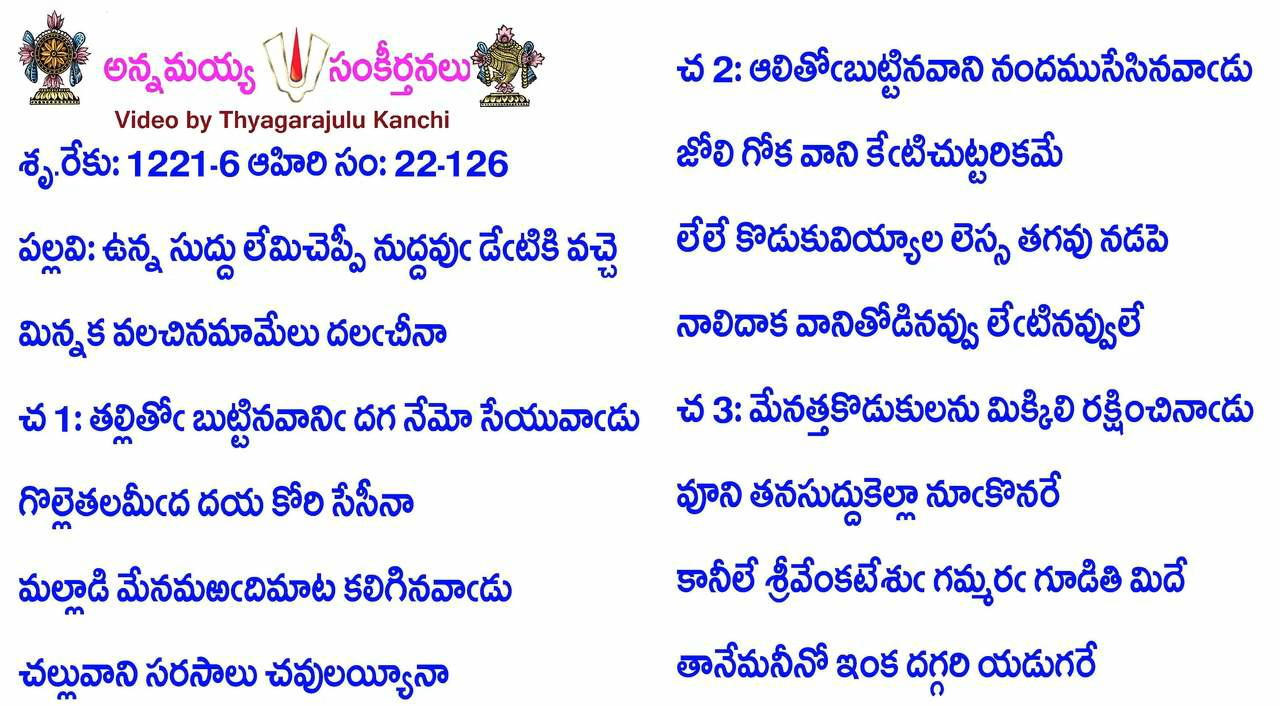 అన్నమయ్య సంకీర్తనలు
Video by Thyagarajulu Kanchi
శృ.రేకు: 1221-6 ఆహిరి సం: 22-126
పల్లవి: ఉన్న సుద్దు లేమిచెప్పీ నుద్దవుఁ డేఁటికి వచ్చె
మిన్నక వలచినమామేలు దలఁచీనా
చ 1: తల్లితోఁ బుట్టినవానిఁ దగ నేమో సేయువాఁడు
గొల్లెతలమీఁద దయ కోరి సేసీనా
మల్లాడి మేనమఱఁదిమాట కలిగినవాఁడు
చల్లువాని సరసాలు చవులయ్యీనా
చ 2: ఆలితోఁబుట్టినవాని నందముసేసినవాఁడు
జోలి గోక వాని కేఁటిచుట్టరికమే
లేలే కొడుకువియ్యాల లెస్స తగవు నడపె
నాలిదాక వానితోడినవ్వు లేఁటినవ్వులే
చ 3: మేనత్తకొడుకులను మిక్కిలి రక్షించినాఁడు
వూని తనసుద్దుకెల్లా నూఁకొనరే
కానీలే శ్రీవేంకటేశుఁ గమ్మరఁ గూడితి మిదే
తానేమనీనో ఇంక దగ్గరి యడుగరే